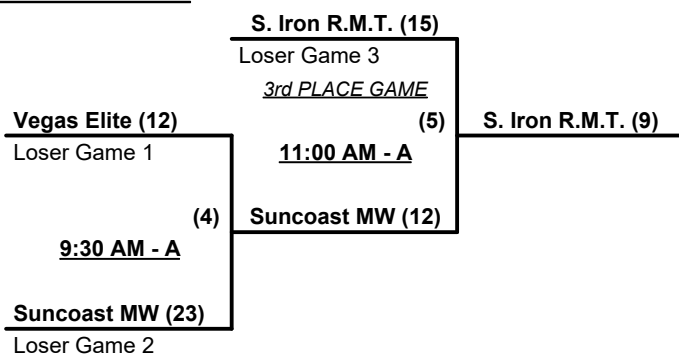 S. Iron R.M.T. (15)
Loser Game 3
3rd PLACE GAME
Vegas Elite (12)
(5)
S. Iron R.M.T. (9)
Loser Game 1
11:00 AM - A
(4)
Suncoast MW (12)
9:30 AM - A
Suncoast MW (23)
Loser Game 2